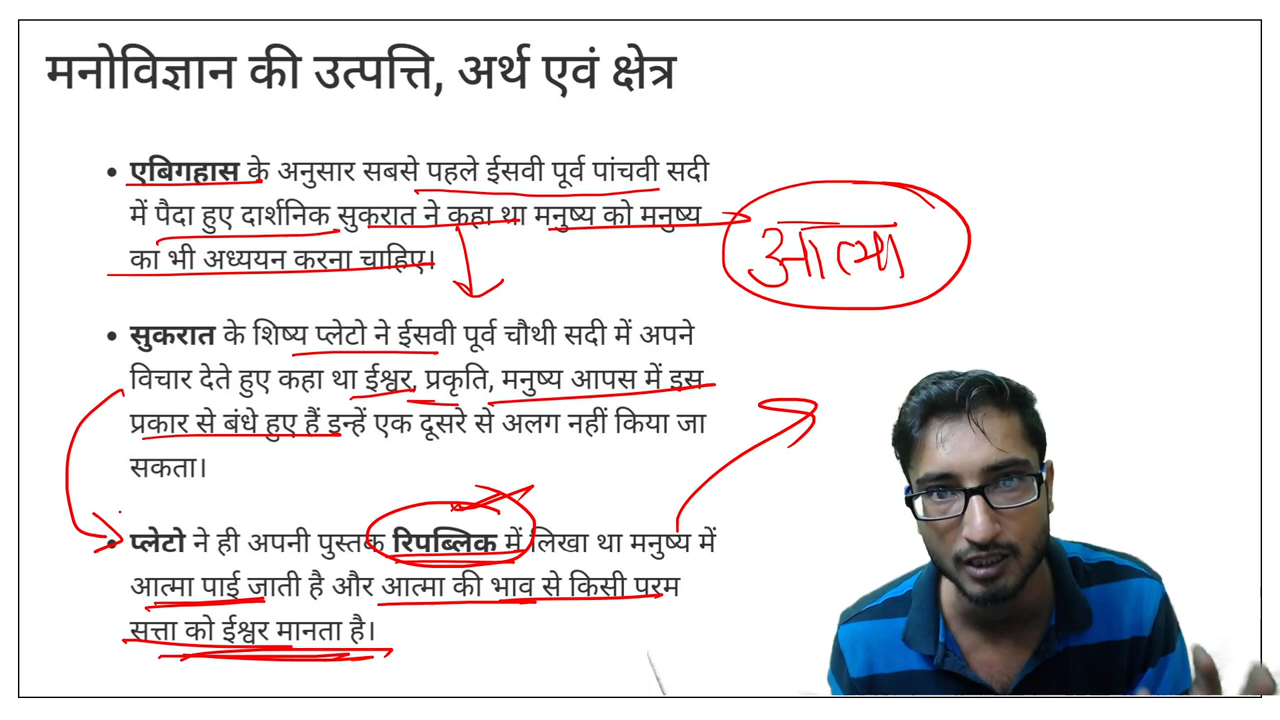 मनोविज्ञान की उत्पत्ति, अर्थ एवं क्षेत्र
• एबिगहास के अनुसार सबसे पहले ईसवी पूर्व पांचवी सदी
में पैदा हुए दार्शनिक सुकरात ने कहा था मनुष्य को मनुष्य
का भी अध्ययन करना चाहिए।
आत्मा
• सुकरात के शिष्य प्लेटो ने ईसवी पूर्व चौथी सदी में अपने
विचार देते हुए कहा था ईश्वर, प्रकृति, मनुष्य आपस में इस
प्रकार से बंधे हुए हैं इन्हें एक दूसरे से अलग नहीं किया जा
सकता।
• प्लेटो ने ही अपनी पुस्तक रिपब्लिक में लिखा था मनुष्य में
आत्मा पाई जाती है और आत्मा की भाव से किसी परम
सत्ता को ईश्वर मानता है।